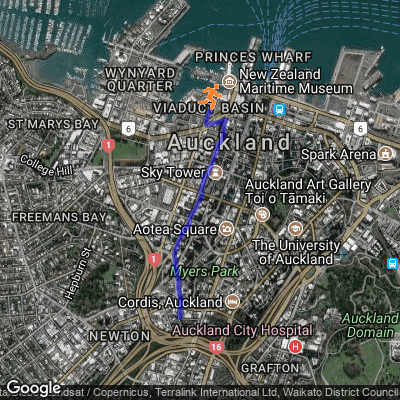 PRINCES WHARF
WYNYARD
QUARTER
New Zealand
Maritime Museum
VIADUCT BASIN
ST MARYS BAY
6
6
1
Auckland
College Hill
Spark Arena
Sky Tower
Auckland Art Gallery
Toi o Tāmaki
FREEMANS BAY
Aotea Square
The University
of Auckland
Hepburn St
1
Myers Park
Cordis, Auckland
Auckland
Domain
NEWTON
Auckland City Hospital
16
H
GRAFTON
Google
Landsat / Copernicus, Terralink International Ltd, Waikato District Council